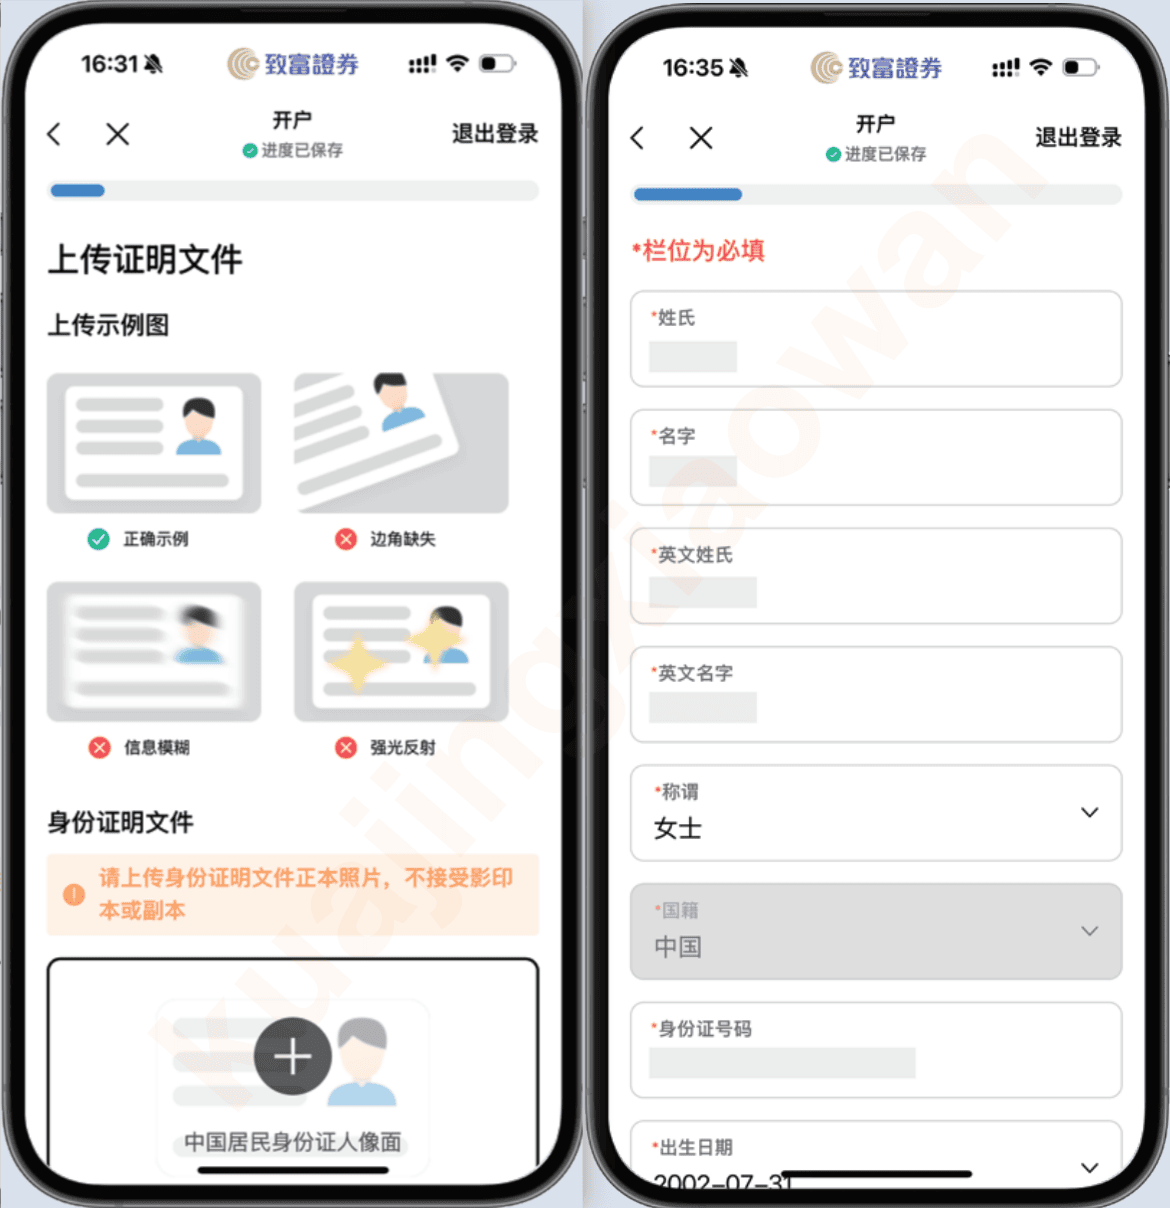 16:31
致富證券
开户
进度已保存
退出登录
上传证明文件
上传示例图
正确示例
边角缺失
信息模糊
强光反射
身份证明文件
请上传身份证明文件正本照片，不接受影印
本或副本
中国居民身份证人像面
16:35
致富證券
开户
进度已保存
退出登录
*栏位为必填
*姓氏
*名字
*英文姓氏
*英文名字
*称谓
女士
*国籍
中国
*身份证号码
*出生日期
2002-07-31
kuajingxiaowan